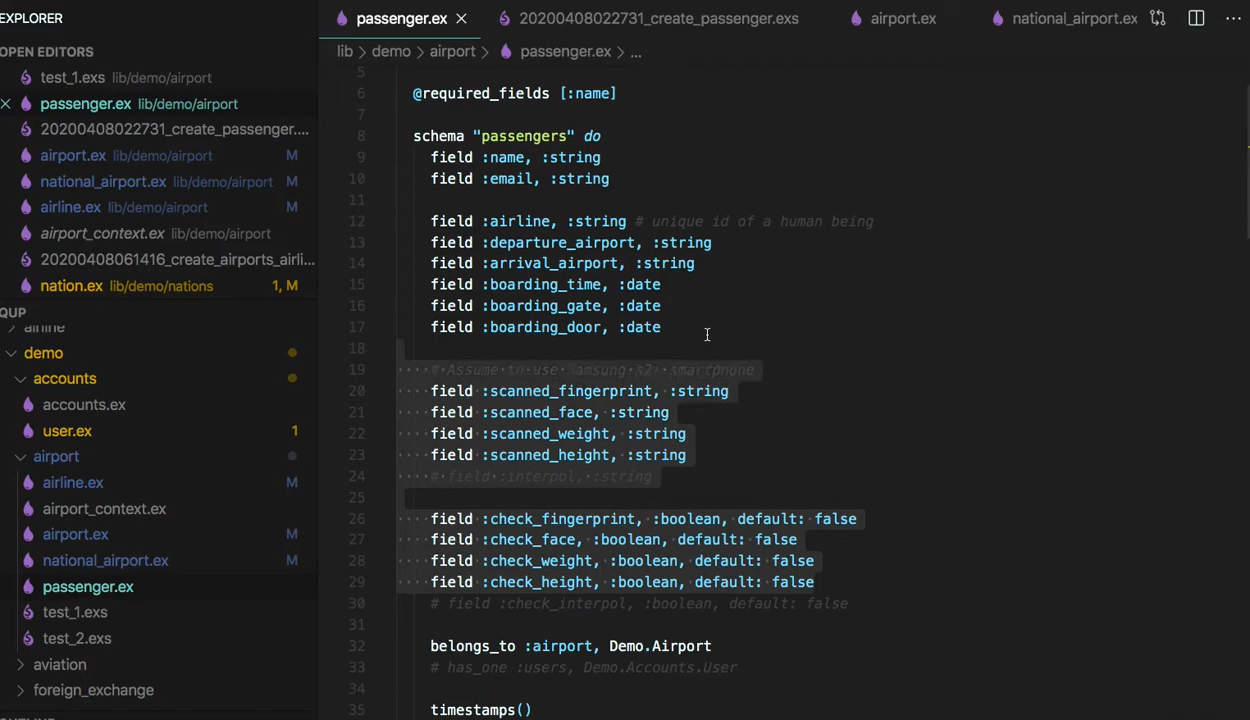 EXPLORER
OPEN EDITORS
test_1.exs lib/demo/airport
passenger.ex lib/demo/airport
20200408022731_create_passenger....
airport.ex lib/demo/airport M
national_airport.ex lib/demo/airport M
airline.ex lib/demo/airport M
airport_context.ex lib/demo/airport
20200408061416_create_airports_airli...
nation.ex lib/demo/nations 1, M
QUP
airline
demo
accounts
accounts.ex
user.ex 1
airport
airline.ex M
airport_context.ex
airport.ex M
national_airport.ex M
passenger.ex
test_1.exs
test_2.exs
aviation
foreign_exchange
passenger.ex
20200408022731_create_passenger.exs
airport.ex
national_airport.ex
lib > demo > airport > passenger.ex > ...
5
6 @required_fields [:name]
7
8 schema "passengers" do
9 field :name, :string
10 field :email, :string
11
12 field :airline, :string # unique id of a human being
13 field :departure_airport, :string
14 field :arrival_airport, :string
15 field :boarding_time, :date
16 field :boarding_gate, :date
17 field :boarding_door, :date
18
19 # Assume to use smartphone
20 field :scanned_fingerprint, :string
21 field :scanned_face, :string
22 field :scanned_weight, :string
23 field :scanned_height, :string
24 # field :interpol, :string
25
26 field :check_fingerprint, :boolean, default: false
27 field :check_face, :boolean, default: false
28 field :check_weight, :boolean, default: false
29 field :check_height, :boolean, default: false
30 # field :check_interpol, :boolean, default: false
31
32 belongs_to :airport, Demo.Airport
33 # has_one :users, Demo.Accounts.User
34
35 timestamps()